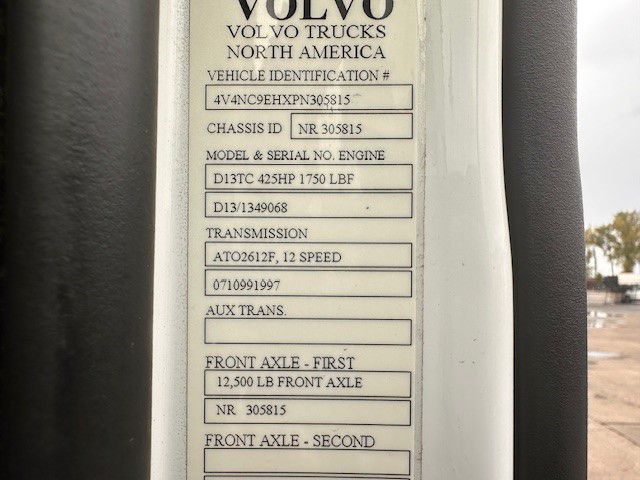 VOLVO
VOLVO TRUCKS
NORTH AMERICA
VEHICLE IDENTIFICATION #
4V4NC9EHXPN305815
CHASSIS ID NR 305815
MODEL & SERIAL NO. ENGINE
D13TC 425HP 1750 LBF
D13/1349068
TRANSMISSION
ATO2612F, 12 SPEED
0710991997
AUX TRANS.
FRONT AXLE - FIRST
12,500 LB FRONT AXLE
NR 305815
FRONT AXLE - SECOND